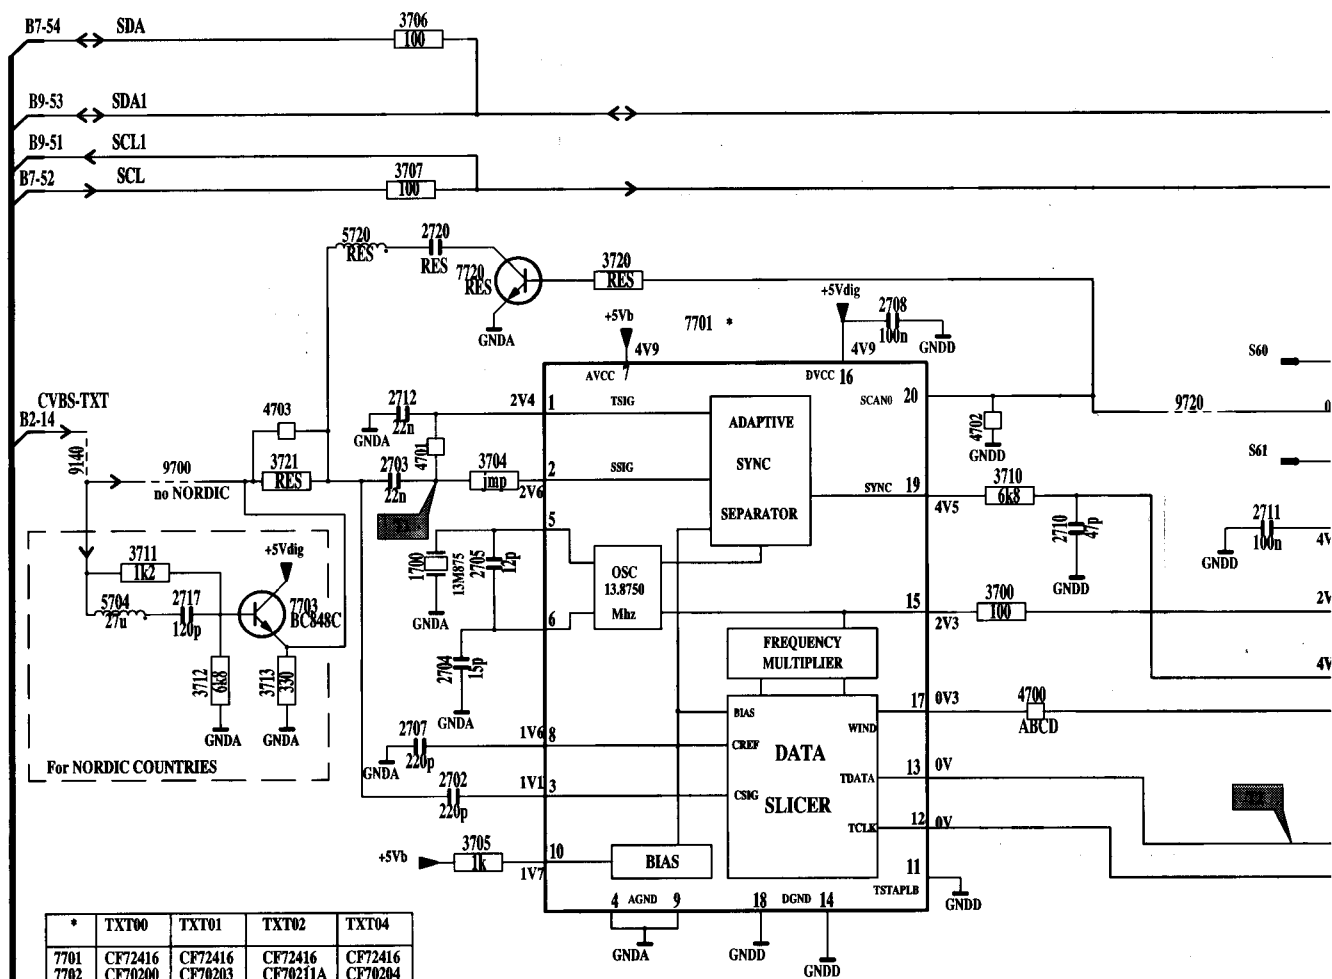 B7-54 SDA
3706
100
B9-53 SDA1
B9-51 SCL1
3707
B7-52 SCL
100
5720
RES
2720
RES
7720
RES
3720
RES
GNDA
+5Vb
7701 *
+5Vdig
2708
100n
GNDD
4V9
4V9
AVCC 7
DVCC 16
S60
CVBS-TXT
B2-14
9140
9700
no NORDIC
4703
3721
RES
2712
22n
GNDA
4701
2703
22n
3704
jmp
2V4 1 TSIG
2V6 2 SSIG
ADAPTIVE
SYNC
SEPARATOR
SCAN0 20
4702
GNDD
9720
0
S61
SYNC 19
4V5
3710
6k8
2710
47p
GNDD
2711
100n
GNDD
4V
5
1700
13M875
GNDA
2705
12p
OSC
13.8750
Mhz
6
2704
15p
GNDA
15
2V3
3700
100
2V
4V
FREQUENCY
MULTIPLIER
+5Vdig
3711
1k2
5704
27u
2717
120p
7703
BC848C
3712
6k8
3713
330
GNDA
GNDA
For NORDIC COUNTRIES
17 0V3
4700
ABCD
BIAS
WIND
CREF
DATA
SLICER
CSIG
TDATA
TCLK
1V6 8
2707
220p
GNDA
2702
220p
1V1 3
13 0V
12 0V
+5Vb
3705
1k
10
1V7
BIAS
11
TSTAPLB
GNDD
4 AGND 9
18 DGND 14
GNDA
GNDD
GNDD
* TXT00 TXT01 TXT02 TXT04
7701 CF72416 CF72416 CF72416 CF72416
7702 CF70200 CF70203 CF70211A CF70204